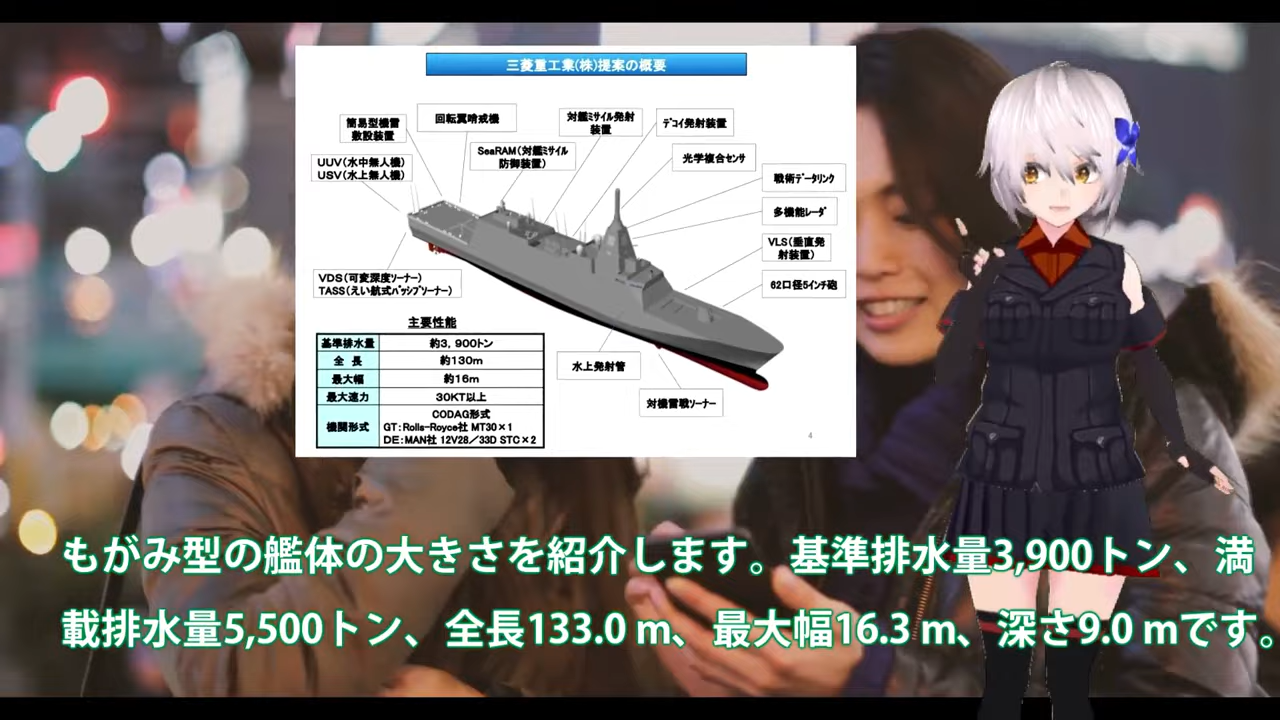 三菱重工業(株)提案の概要
簡易型機雷
敷設装置
回転翼哨戒機
対艦ﾐｻｲﾙ発射
装置
ﾃﾞｺｲ発射装置
UUV(水中無人機)
USV(水上無人機)
SeaRAM(対艦ﾐｻｲﾙ
防御装置)
光学複合ｾﾝｻ
戦術ﾃﾞｰﾀﾘﾝｸ
多機能ﾚｰﾀﾞ
VLS(垂直発
射装置)
62口径5ｲﾝﾁ砲
VDS(可変深度ｿｰﾅｰ)
TASS(えい航式ﾊﾟｯｼﾌﾞｿｰﾅｰ)
水上発射管
対機雷戦ｿｰﾅｰ
主要性能
基準排水量 約3,900ﾄﾝ
全 長 約130m
最大幅 約16m
最大速力 30KT以上
機関形式 CODAG形式
GT:Rolls-Royce社 MT30×1
DE:MAN社 12V28/33D STC×2
4
もがみ型の艦体の大きさを紹介します。基準排水量3,900トン、満
載排水量5,500トン、全長133.0 m、最大幅16.3 m、深さ9.0 mです。